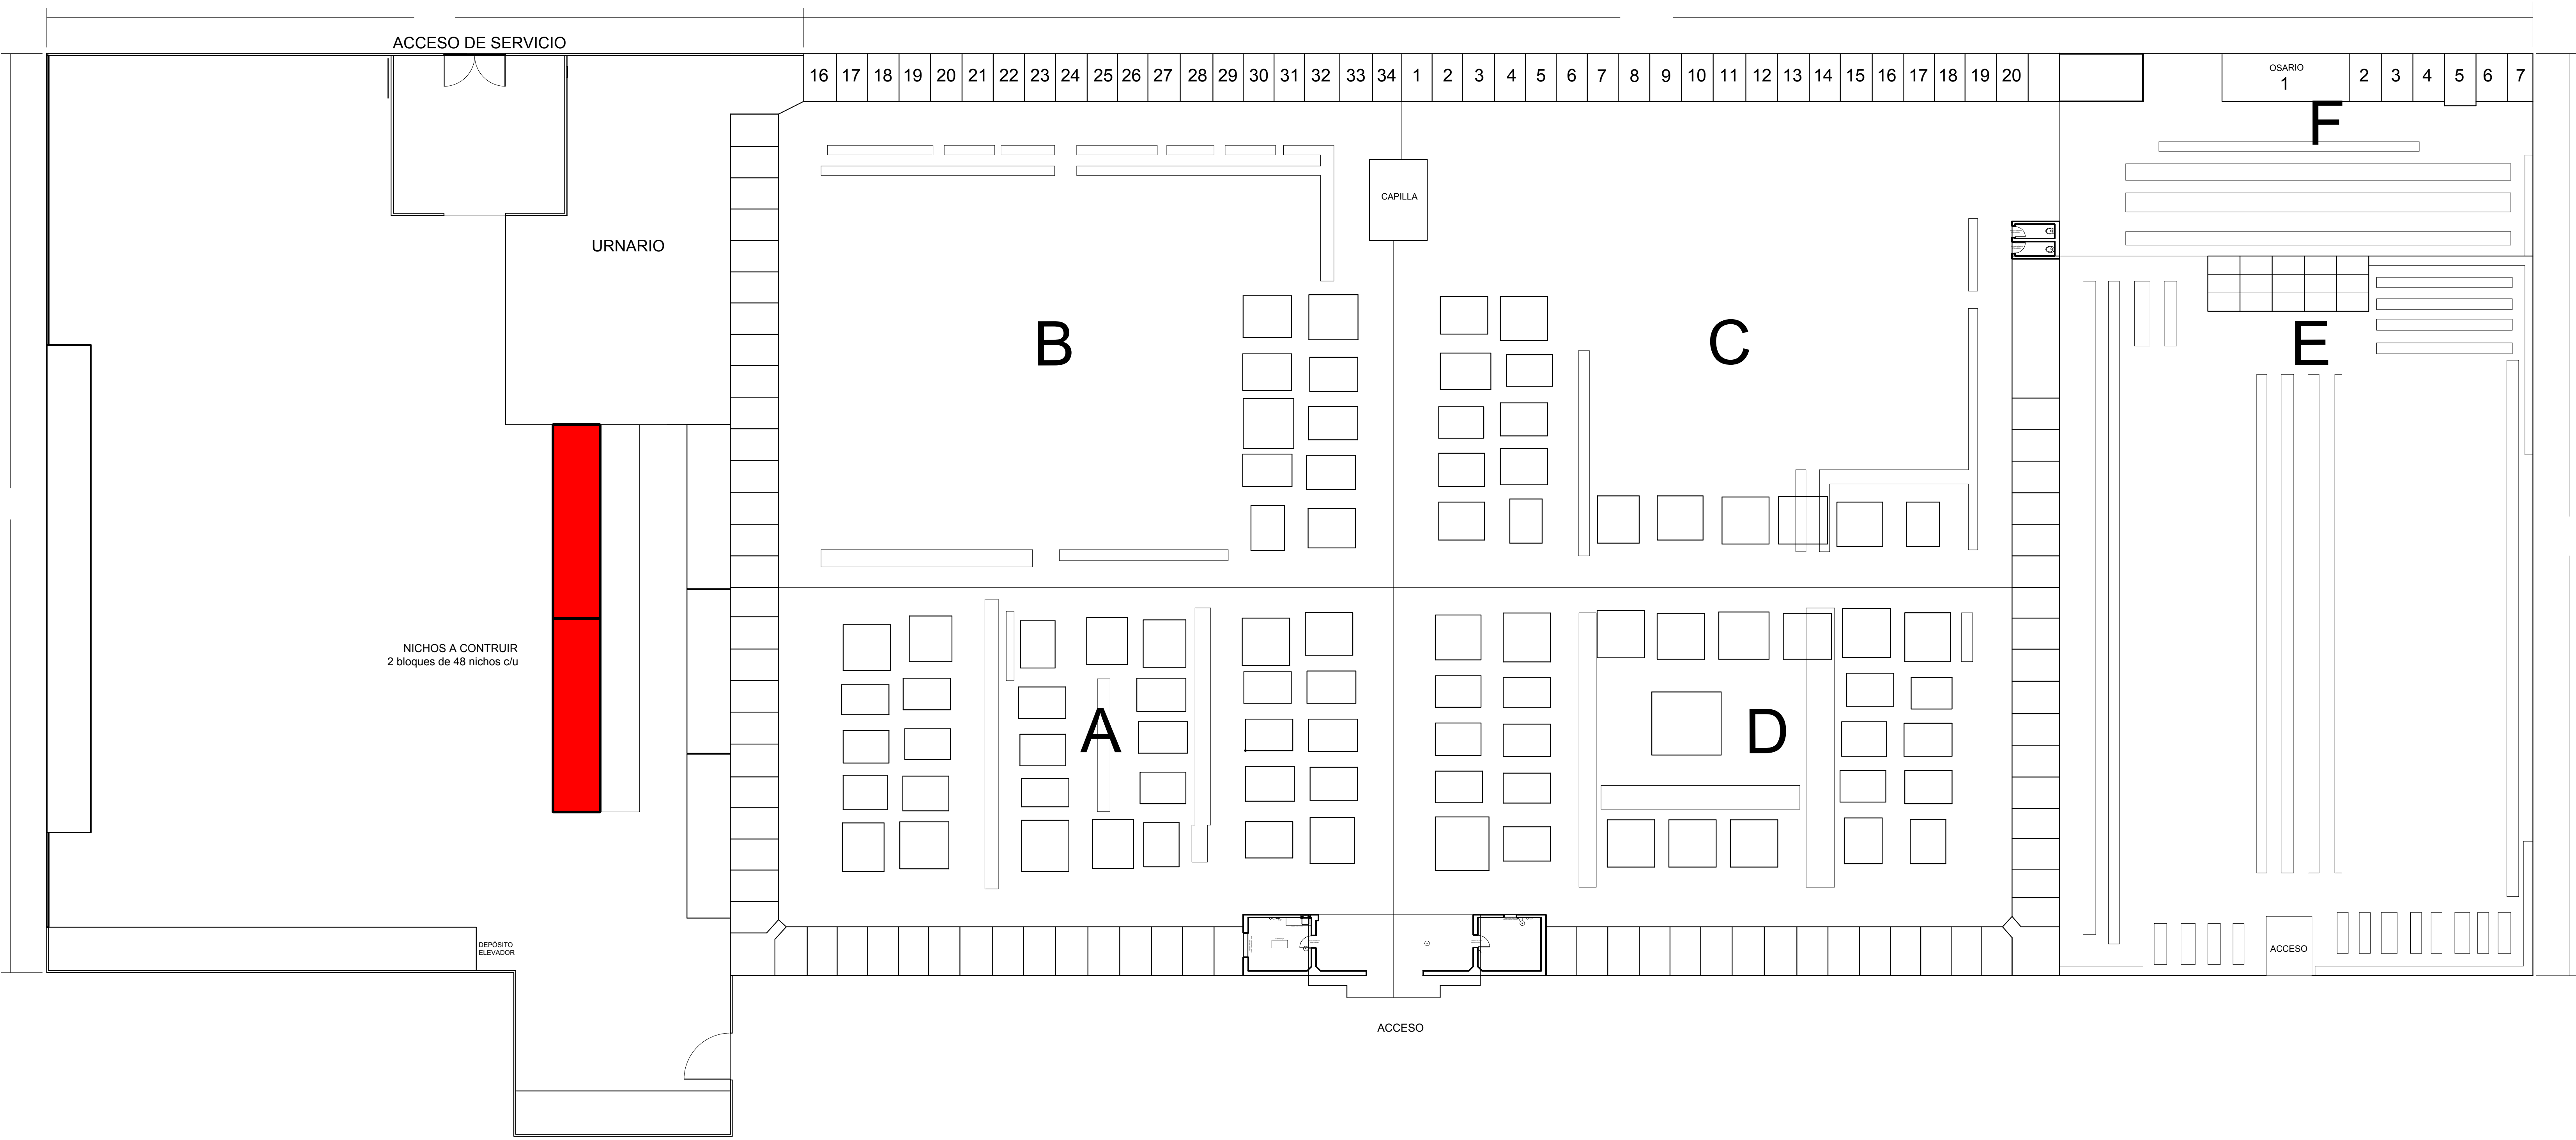 ACCESO DE SERVICIO
16 17 18 19 20 21 22 23 24 25 26 27 28 29 30 31 32 33 34 1 2 3 4 5 6 7 8 9 10 11 12 13 14 15 16 17 18 19 20
OSARIO
1
2 3 4 5 6 7
F
CAPILLA
URNARIO
B
C
E
NICHOS A CONTRUIR
2 bloques de 48 nichos c/u
A
D
DEPÓSITO
ELEVADOR
ACCESO
ACCESO